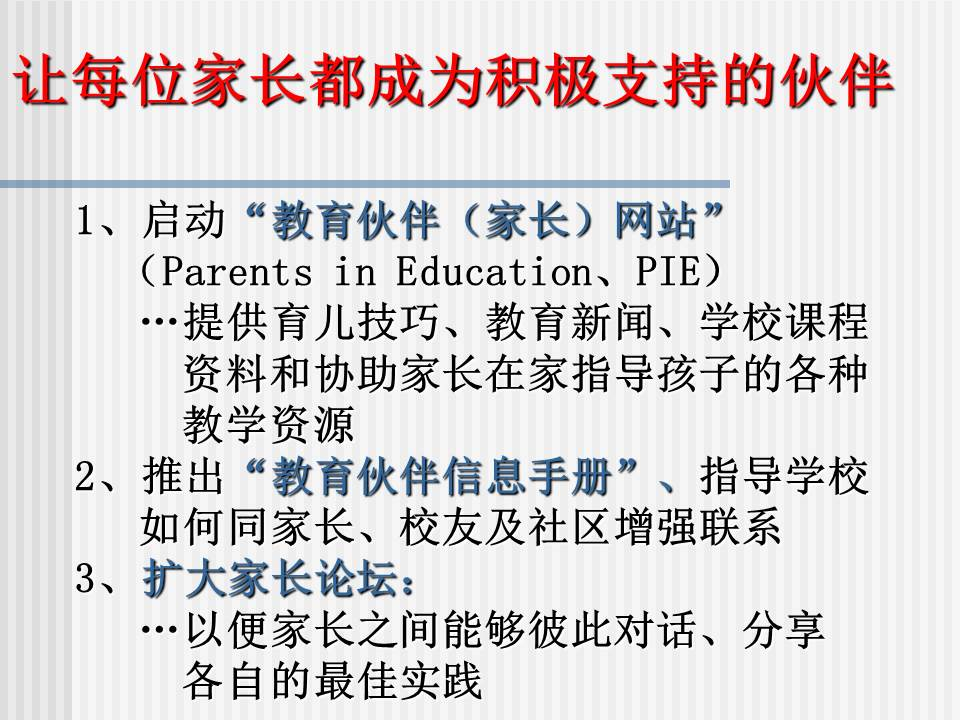 让每位家长都成为积极支持的伙伴
1、启动“教育伙伴（家长）网站”
（Parents in Education、PIE）
…提供育儿技巧、教育新闻、学校课程
资料和协助家长在家指导孩子的各种
教学资源
2、推出“教育伙伴信息手册”、指导学校
如何同家长、校友及社区增强联系
3、扩大家长论坛：
…以便家长之间能够彼此对话、分享
各自的最佳实践